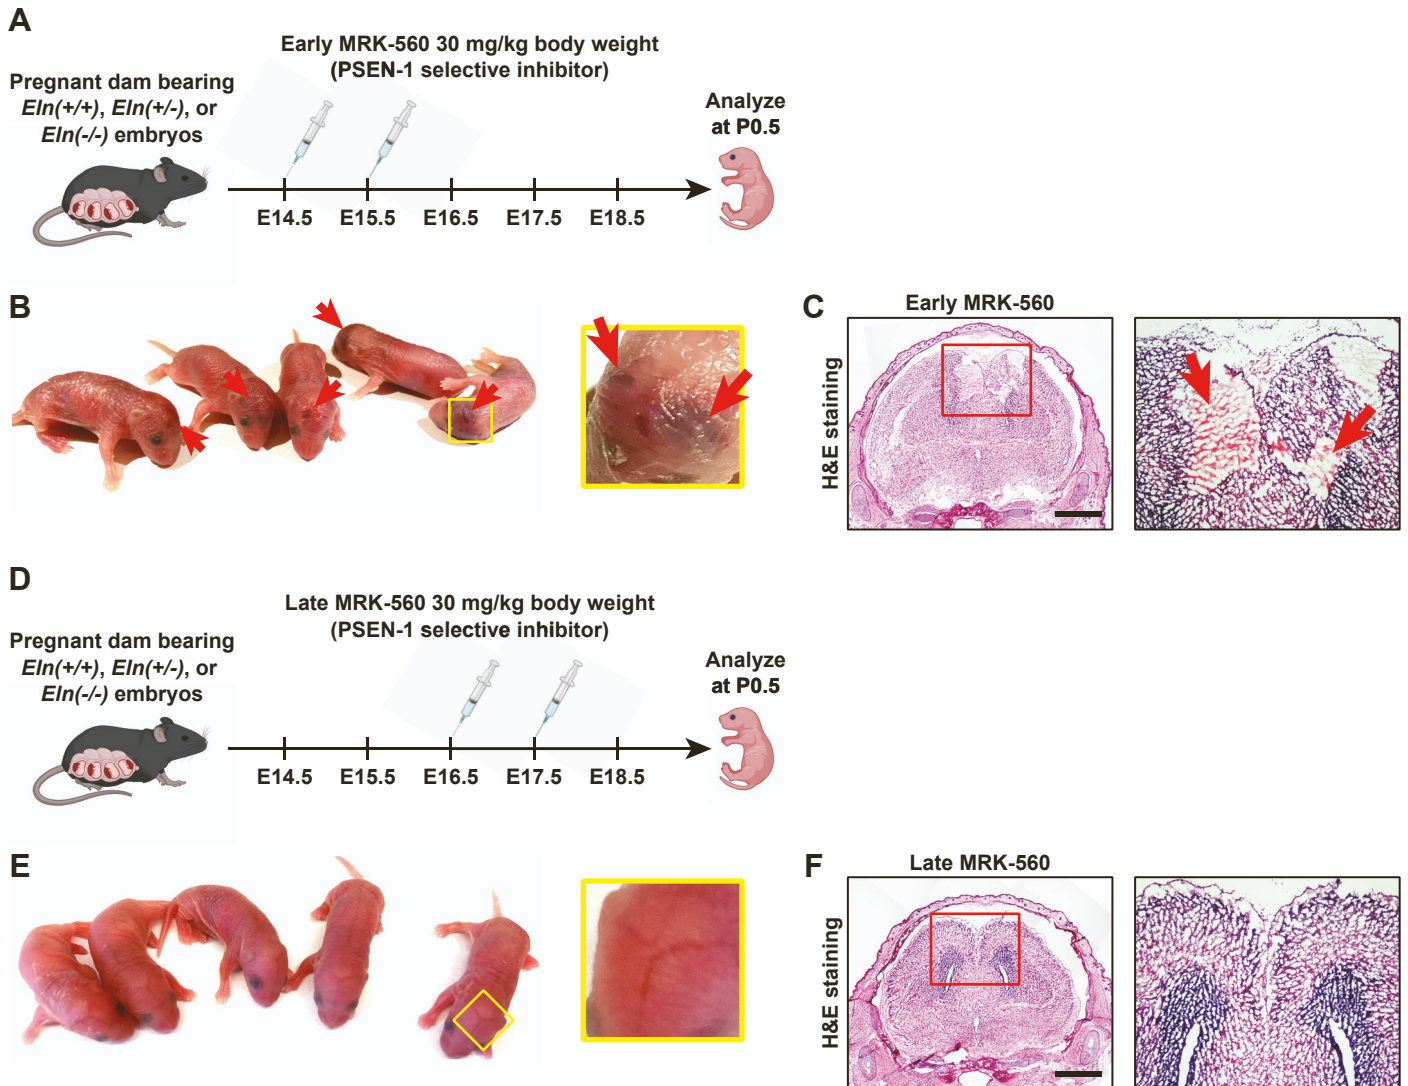 A
Early MRK-560 30 mg/kg body weight
(PSEN-1 selective inhibitor)
Pregnant dam bearing
Eln(+/+), Eln(+/-), or
Eln(-/-) embryos
Analyze
at P0.5
E14.5 E15.5 E16.5 E17.5 E18.5
B
C
Early MRK-560
H&E staining
D
Late MRK-560 30 mg/kg body weight
(PSEN-1 selective inhibitor)
Pregnant dam bearing
Eln(+/+), Eln(+/-), or
Eln(-/-) embryos
Analyze
at P0.5
E14.5 E15.5 E16.5 E17.5 E18.5
E
F
Late MRK-560
H&E staining